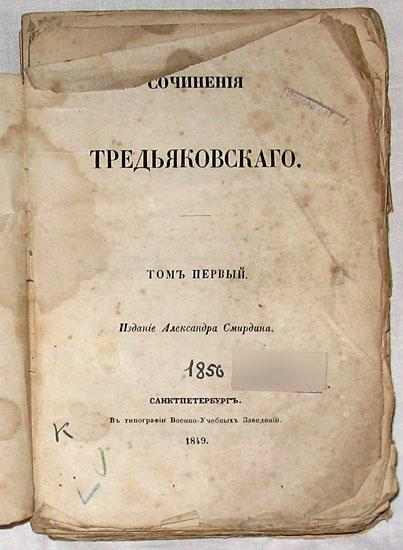 СОЧИНЕНІЯ
ТРЕДЬЯКОВСКАГО.
ТОМЪ ПЕРВЫЙ.
Изданіе Александра Смирдина.
1850
САНКТПЕТЕРБУРГЪ.
Въ типографіи Военно-Учебныхъ Заведеній.
1849.
К